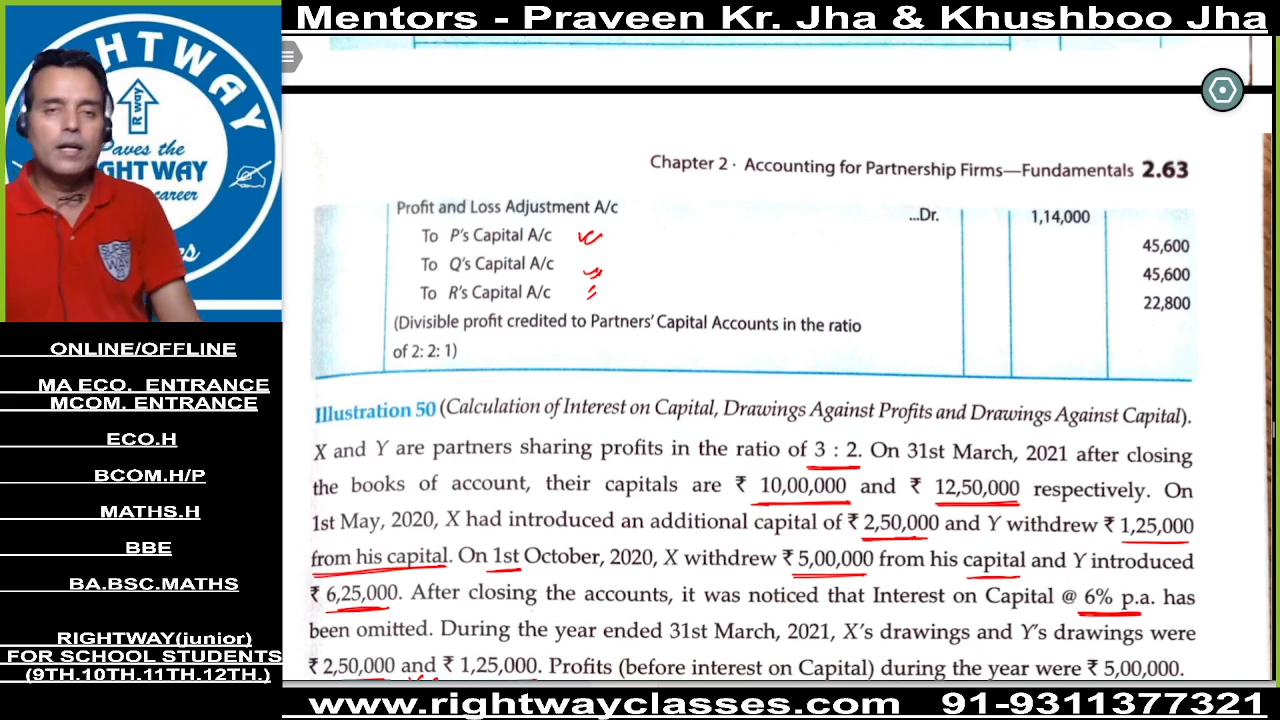 Mentors - Praveen Kr. Jha & Khushboo Jha
RIGHTWAY
R way
Paves the
RIGHT WAY
career
ONLINE/OFFLINE
MA ECO. ENTRANCE
MCOM. ENTRANCE
ECO.H
BCOM.H/P
MATHS.H
BBE
BA.BSC.MATHS
RIGHTWAY(junior)
FOR SCHOOL STUDENTS
(9TH.10TH.11TH.12TH.)
Chapter 2 · Accounting for Partnership Firms—Fundamentals 2.63
Profit and Loss Adjustment A/c ...Dr. 1,14,000
To P's Capital A/c 45,600
To Q's Capital A/c 45,600
To R's Capital A/c 22,800
(Divisible profit credited to Partners' Capital Accounts in the ratio
of 2: 2: 1)
Illustration 50 (Calculation of Interest on Capital, Drawings Against Profits and Drawings Against Capital).
X and Y are partners sharing profits in the ratio of 3 : 2. On 31st March, 2021 after closing
the books of account, their capitals are ₹ 10,00,000 and ₹ 12,50,000 respectively. On
1st May, 2020, X had introduced an additional capital of ₹ 2,50,000 and Y withdrew ₹ 1,25,000
from his capital. On 1st October, 2020, X withdrew ₹ 5,00,000 from his capital and Y introduced
₹ 6,25,000. After closing the accounts, it was noticed that Interest on Capital @ 6% p.a. has
been omitted. During the year ended 31st March, 2021, X's drawings and Y's drawings were
₹ 2,50,000 and ₹ 1,25,000. Profits (before interest on Capital) during the year were ₹ 5,00,000.
www.rightwayclasses.com 91-9311377321